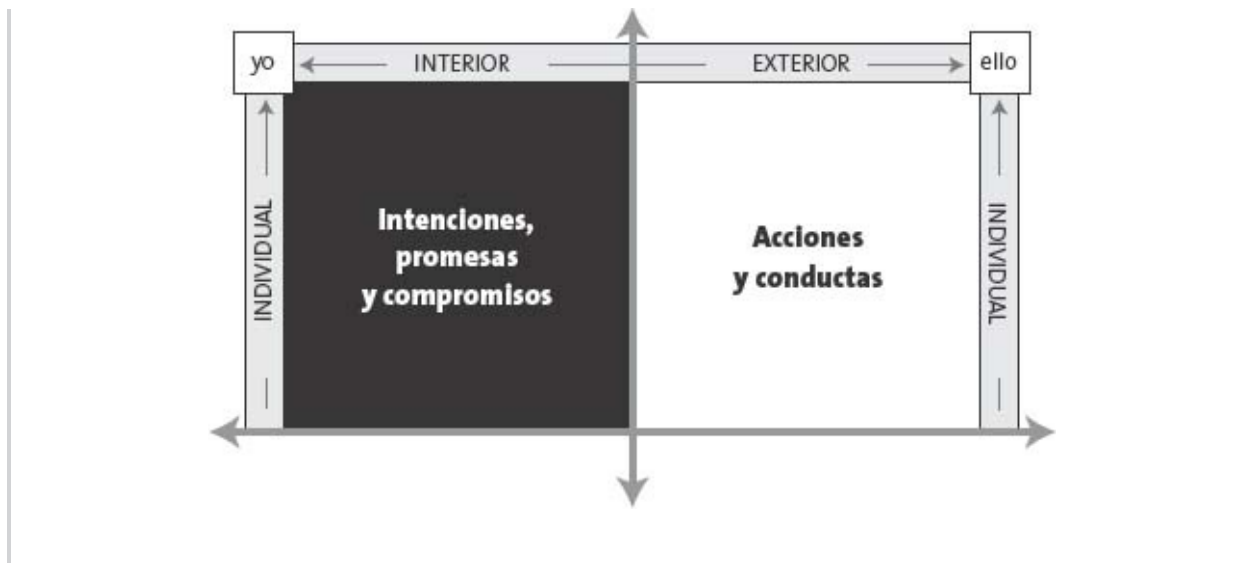 yo
INTERIOR
EXTERIOR
ello
INDIVIDUAL
Intenciones,
promesas
y compromisos
Acciones
y conductas
INDIVIDUAL